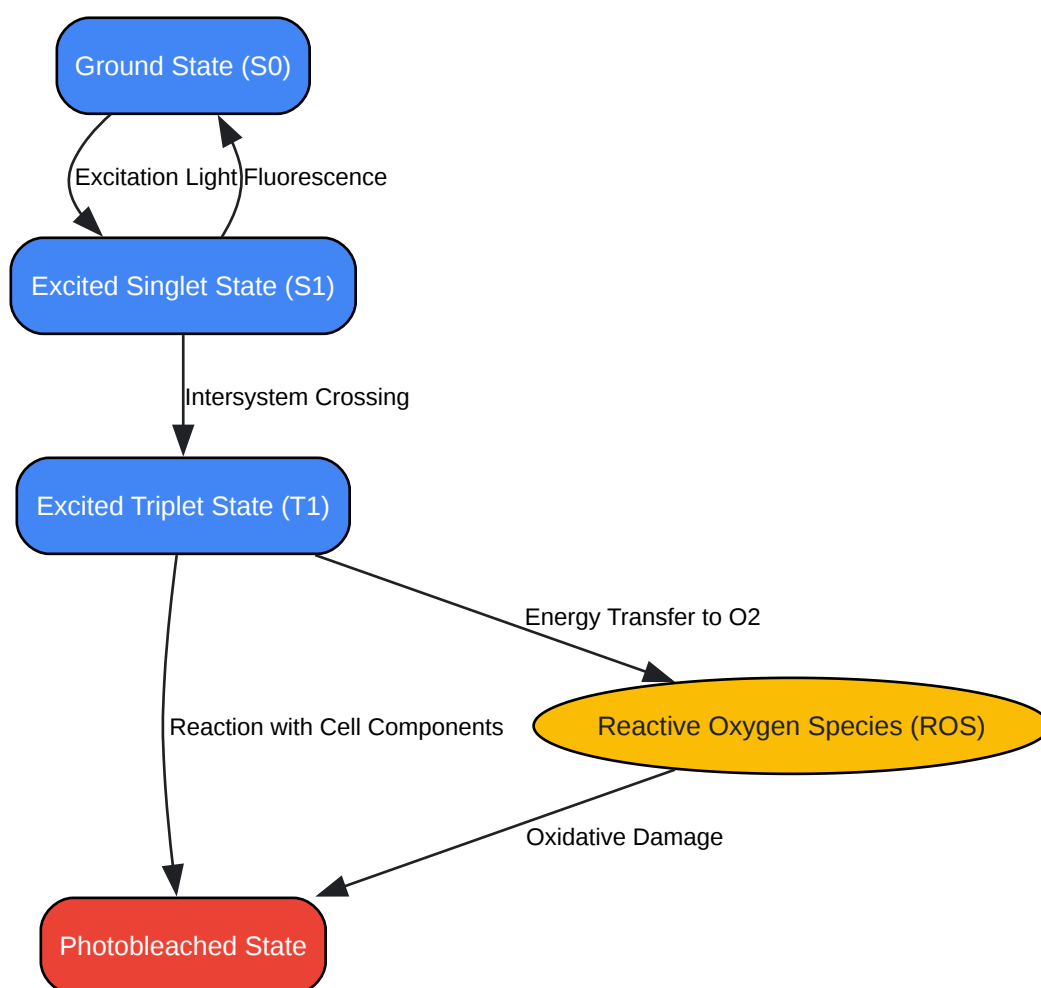 Ground State (S0)
Excitation Light
Fluorescence
Excited Singlet State (S1)
Intersystem Crossing
Excited Triplet State (T1)
Energy Transfer to O2
Reaction with Cell Components
Reactive Oxygen Species (ROS)
Oxidative Damage
Photobleached State